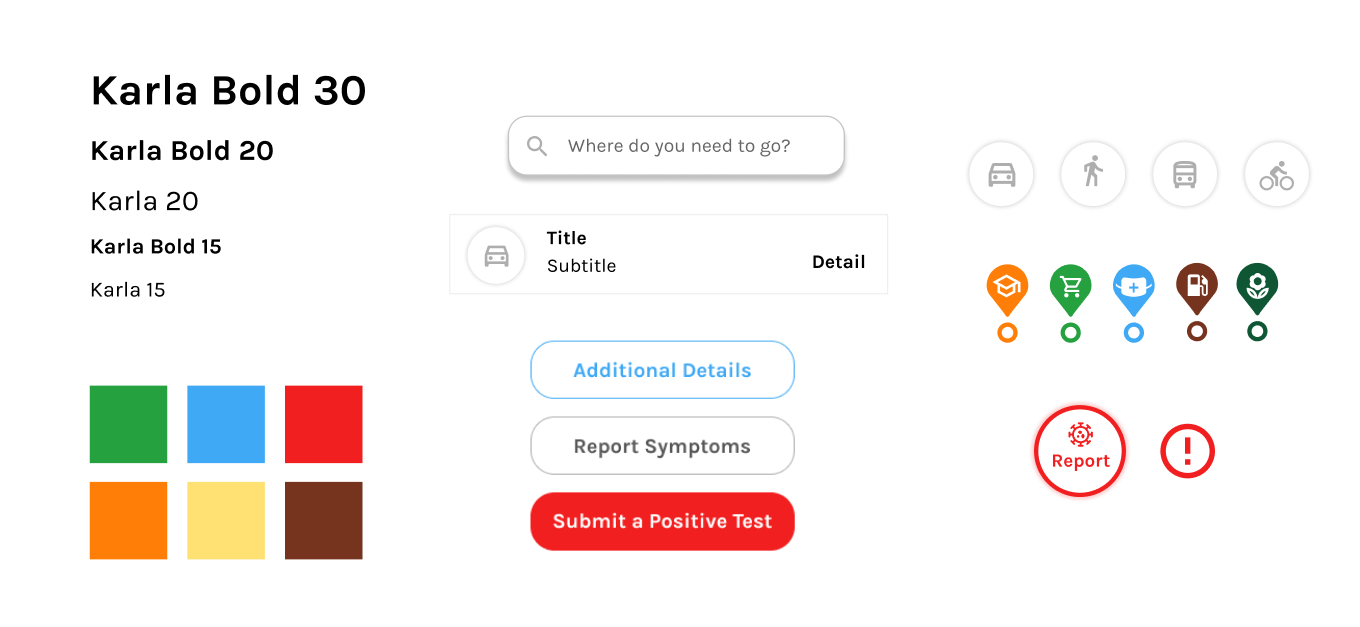 Karla Bold 30
Karla Bold 20
Karla 20
Karla Bold 15
Karla 15
Where do you need to go?
Title
Subtitle
Detail
Additional Details
Report Symptoms
Submit a Positive Test
Report
!